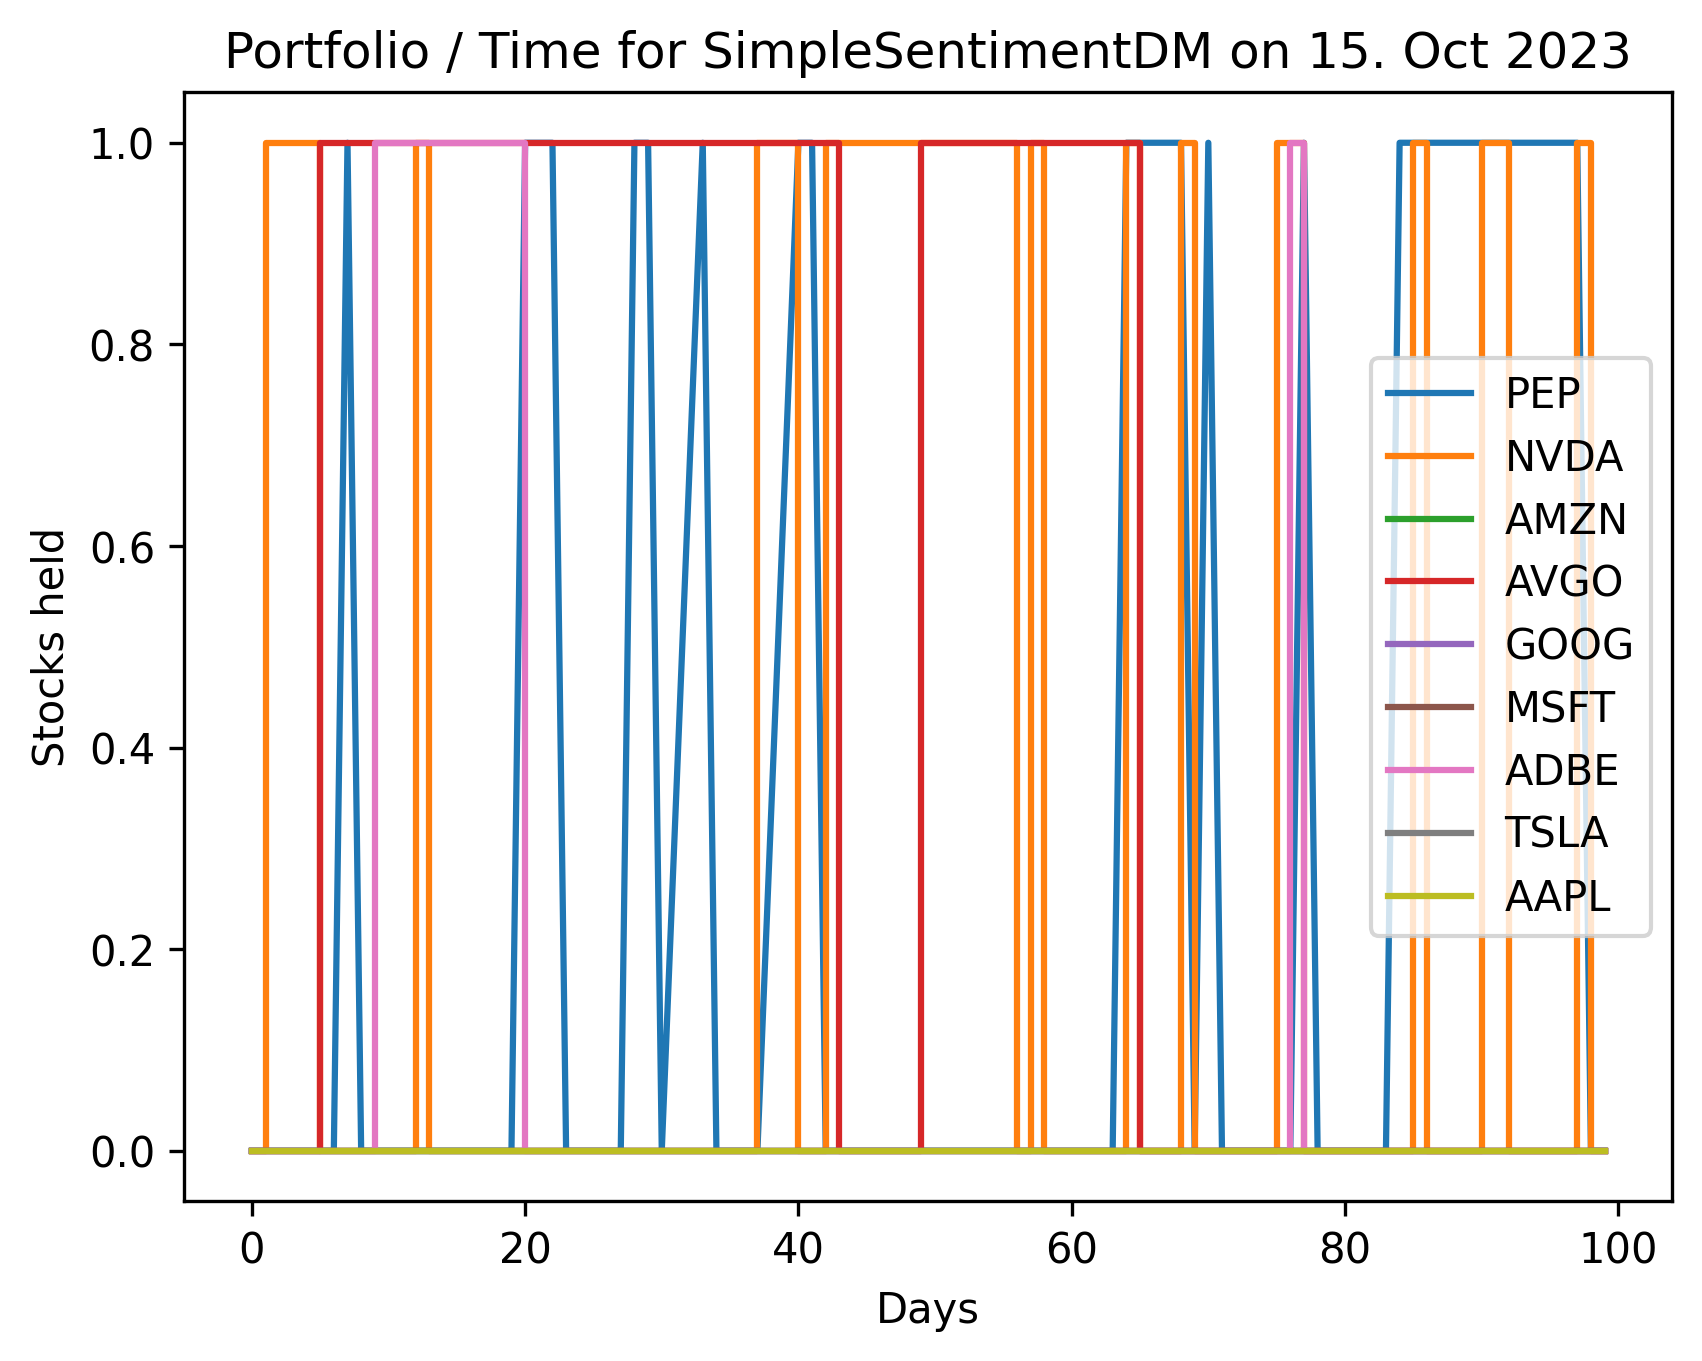 Portfolio / Time for SimpleSentimentDM on 15. Oct 2023
1.0
0.8
0.6
0.4
0.2
0.0
Stocks held
PEP
NVDA
AMZN
AVGO
GOOG
MSFT
ADBE
TSLA
AAPL
0 20 40 60 80 100
Days